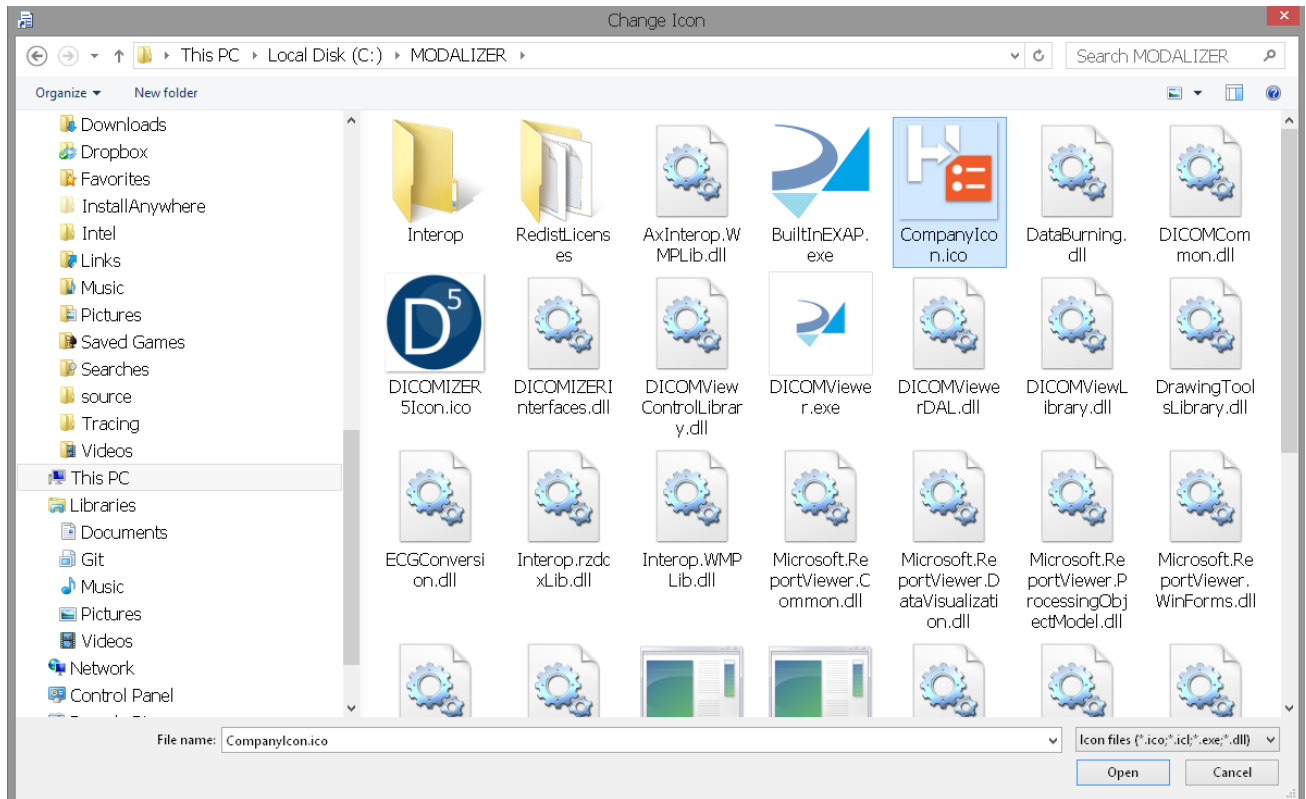 Change Icon
This PC Local Disk (C:) MODALIZER
Search MODALIZER
Organize New folder
Downloads
Dropbox
Favorites
InstallAnywhere
Intel
Links
Music
Pictures
Saved Games
Searches
source
Tracing
Videos
This PC
Libraries
Documents
Git
Music
Pictures
Videos
Network
Control Panel
Interop
RedistLicens
es
AxInterop.W
MPLib.dll
BuiltInEXAP.
exe
CompanyIco
n.ico
DataBurning.
dll
DICOMCom
mon.dll
D5
DICOMIZER
5Icon.ico
DICOMIZERI
nterfaces.dll
DICOMView
ControlLibrar
y.dll
DICOMViewe
r.exe
DICOMViewe
rDAL.dll
DICOMViewL
ibrary.dll
DrawingTool
sLibrary.dll
ECGConversi
on.dll
Interop.rzdc
xLib.dll
Interop.WMP
Lib.dll
Microsoft.Re
portViewer.C
ommon.dll
Microsoft.Re
portViewer.D
ataVisualizati
on.dll
Microsoft.Re
portViewer.P
rocessingObj
ectModel.dll
Microsoft.Re
portViewer.
WinForms.dll
File name: CompanyIcon.ico
Icon files (*.ico;*.icl;*.exe;*.dll)
Open Cancel